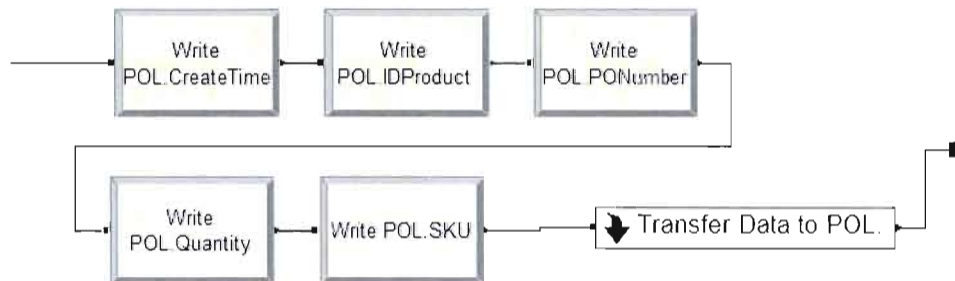 Write
POL.CreateTime
Write
POL.IDProduct
Write
POL.PONumber
Write
POL.Quantity
Write POL.SKU
Transfer Data to POL.